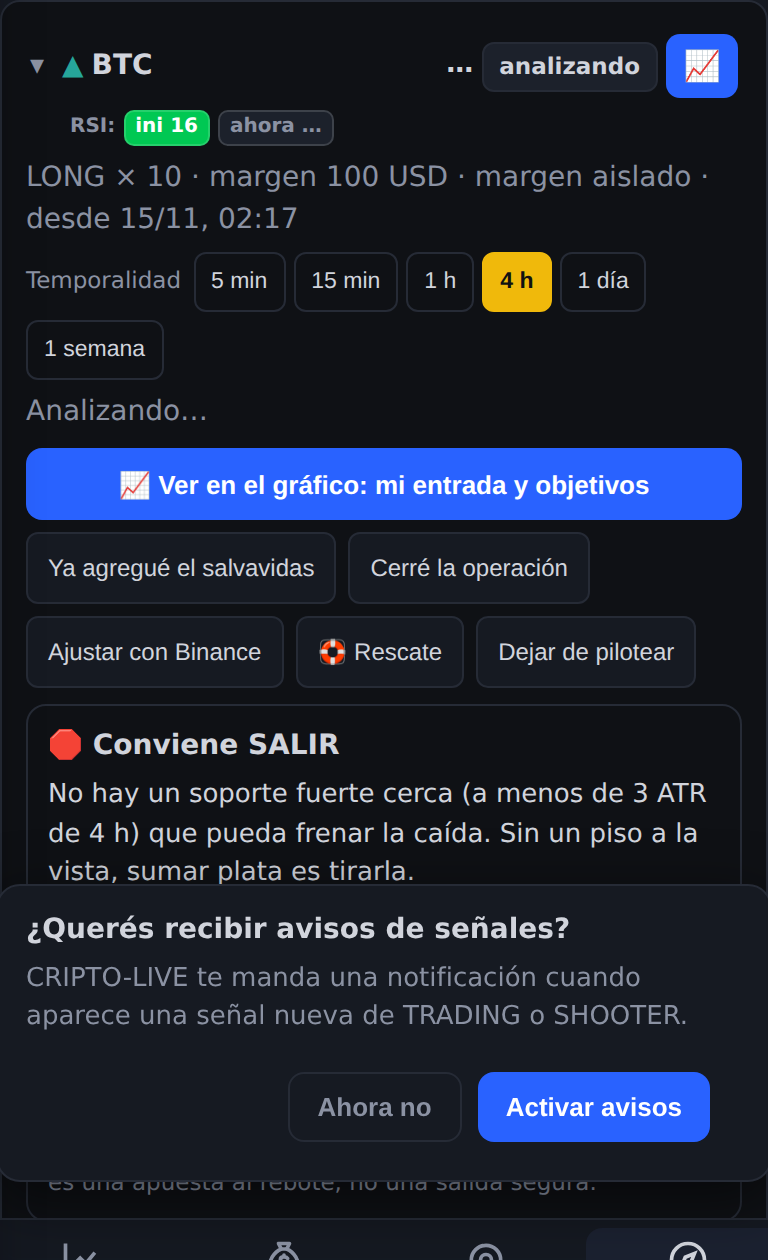 ▼ ▲ BTC ... analizando
RSI: ini 16 ahora ...
LONG × 10 · margen 100 USD · margen aislado ·
desde 15/11, 02:17
Temporalidad 5 min 15 min 1 h 4 h 1 día
1 semana
Analizando...
Ver en el gráfico: mi entrada y objetivos
Ya agregué el salvavidas Cerré la operación
Ajustar con Binance Rescate Dejar de pilotear
Conviene SALIR
No hay un soporte fuerte cerca (a menos de 3 ATR
de 4 h) que pueda frenar la caída. Sin un piso a la
vista, sumar plata es tirarla.
¿Querés recibir avisos de señales?
CRIPTO-LIVE te manda una notificación cuando
aparece una señal nueva de TRADING o SHOOTER.
Ahora no Activar avisos
es una apuesta al rebote, no una salida segura.